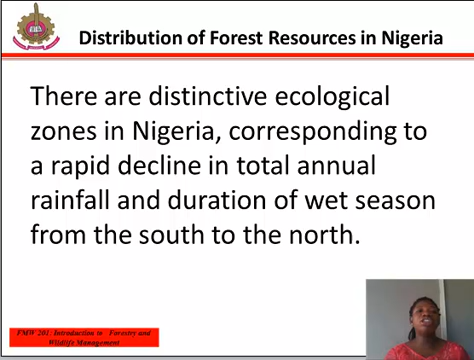 Distribution of Forest Resources in Nigeria
There are distinctive ecological
zones in Nigeria, corresponding to
a rapid decline in total annual
rainfall and duration of wet season
from the south to the north.
FMW 201: Introduction to Forestry and
Wildlife Management